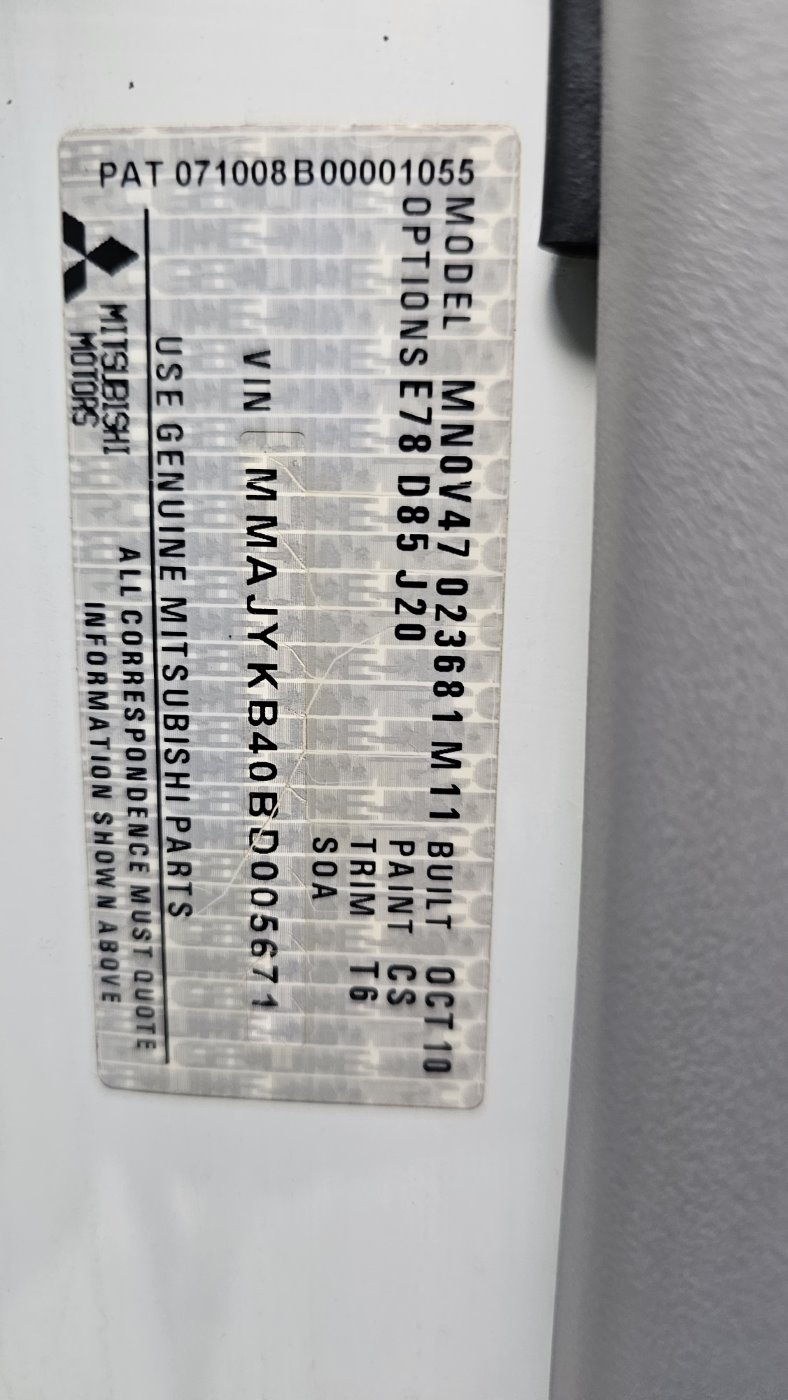 PAT 071008B00001055
MODEL MN0V47 023681 M11 BUILT OCT 10
OPTIONS E78 D85 J20 PAINT CS
TRIM T6
SOA
VIN MMAJYKB40BD005671
USE GENUINE MITSUBISHI PARTS
MITSUBISHI
MOTORS
ALL CORRESPONDENCE MUST QUOTE
INFORMATION SHOWN ABOVE